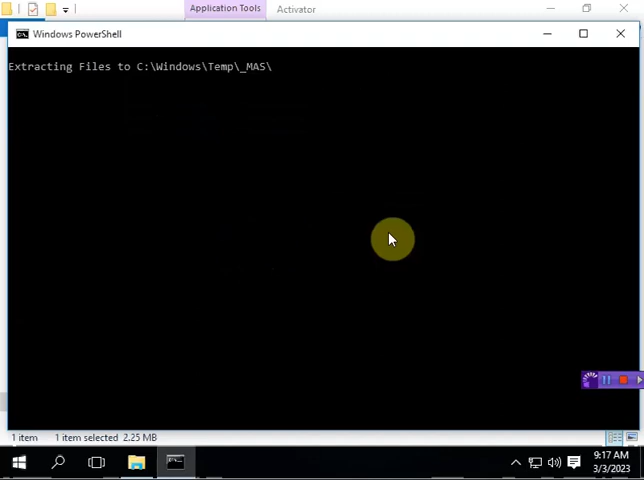 Application Tools
Activator
Windows PowerShell
Extracting Files to C:\Windows\Temp\_MAS\
1 item
1 item selected 2.25 MB
9:17 AM
3/3/2023